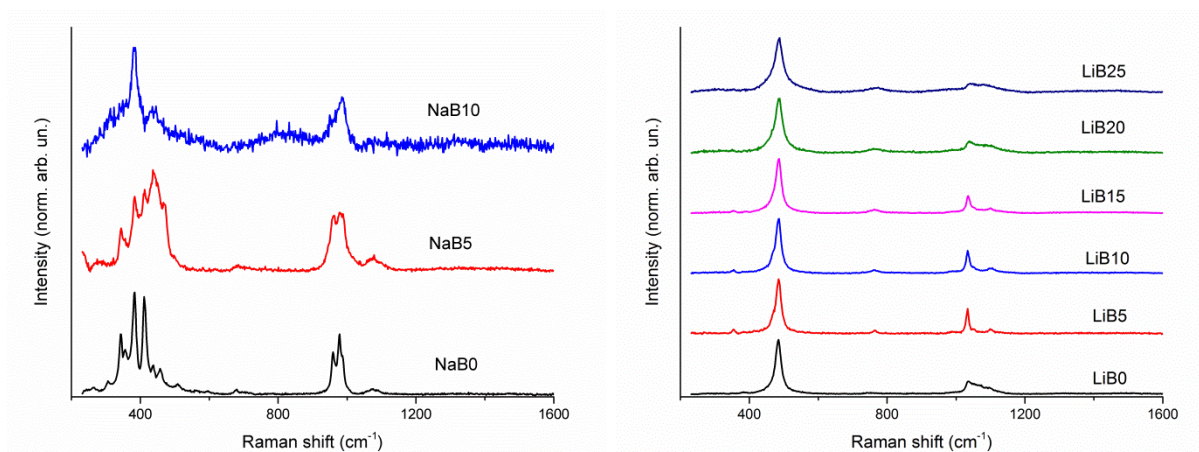 Intensity (norm. arb. un.)
NaB10
NaB5
NaB0
400 800 1200 1600
Raman shift (cm⁻¹)
Intensity (norm. arb. un.)
LiB25
LiB20
LiB15
LiB10
LiB5
LiB0
400 800 1200 1600
Raman shift (cm⁻¹)